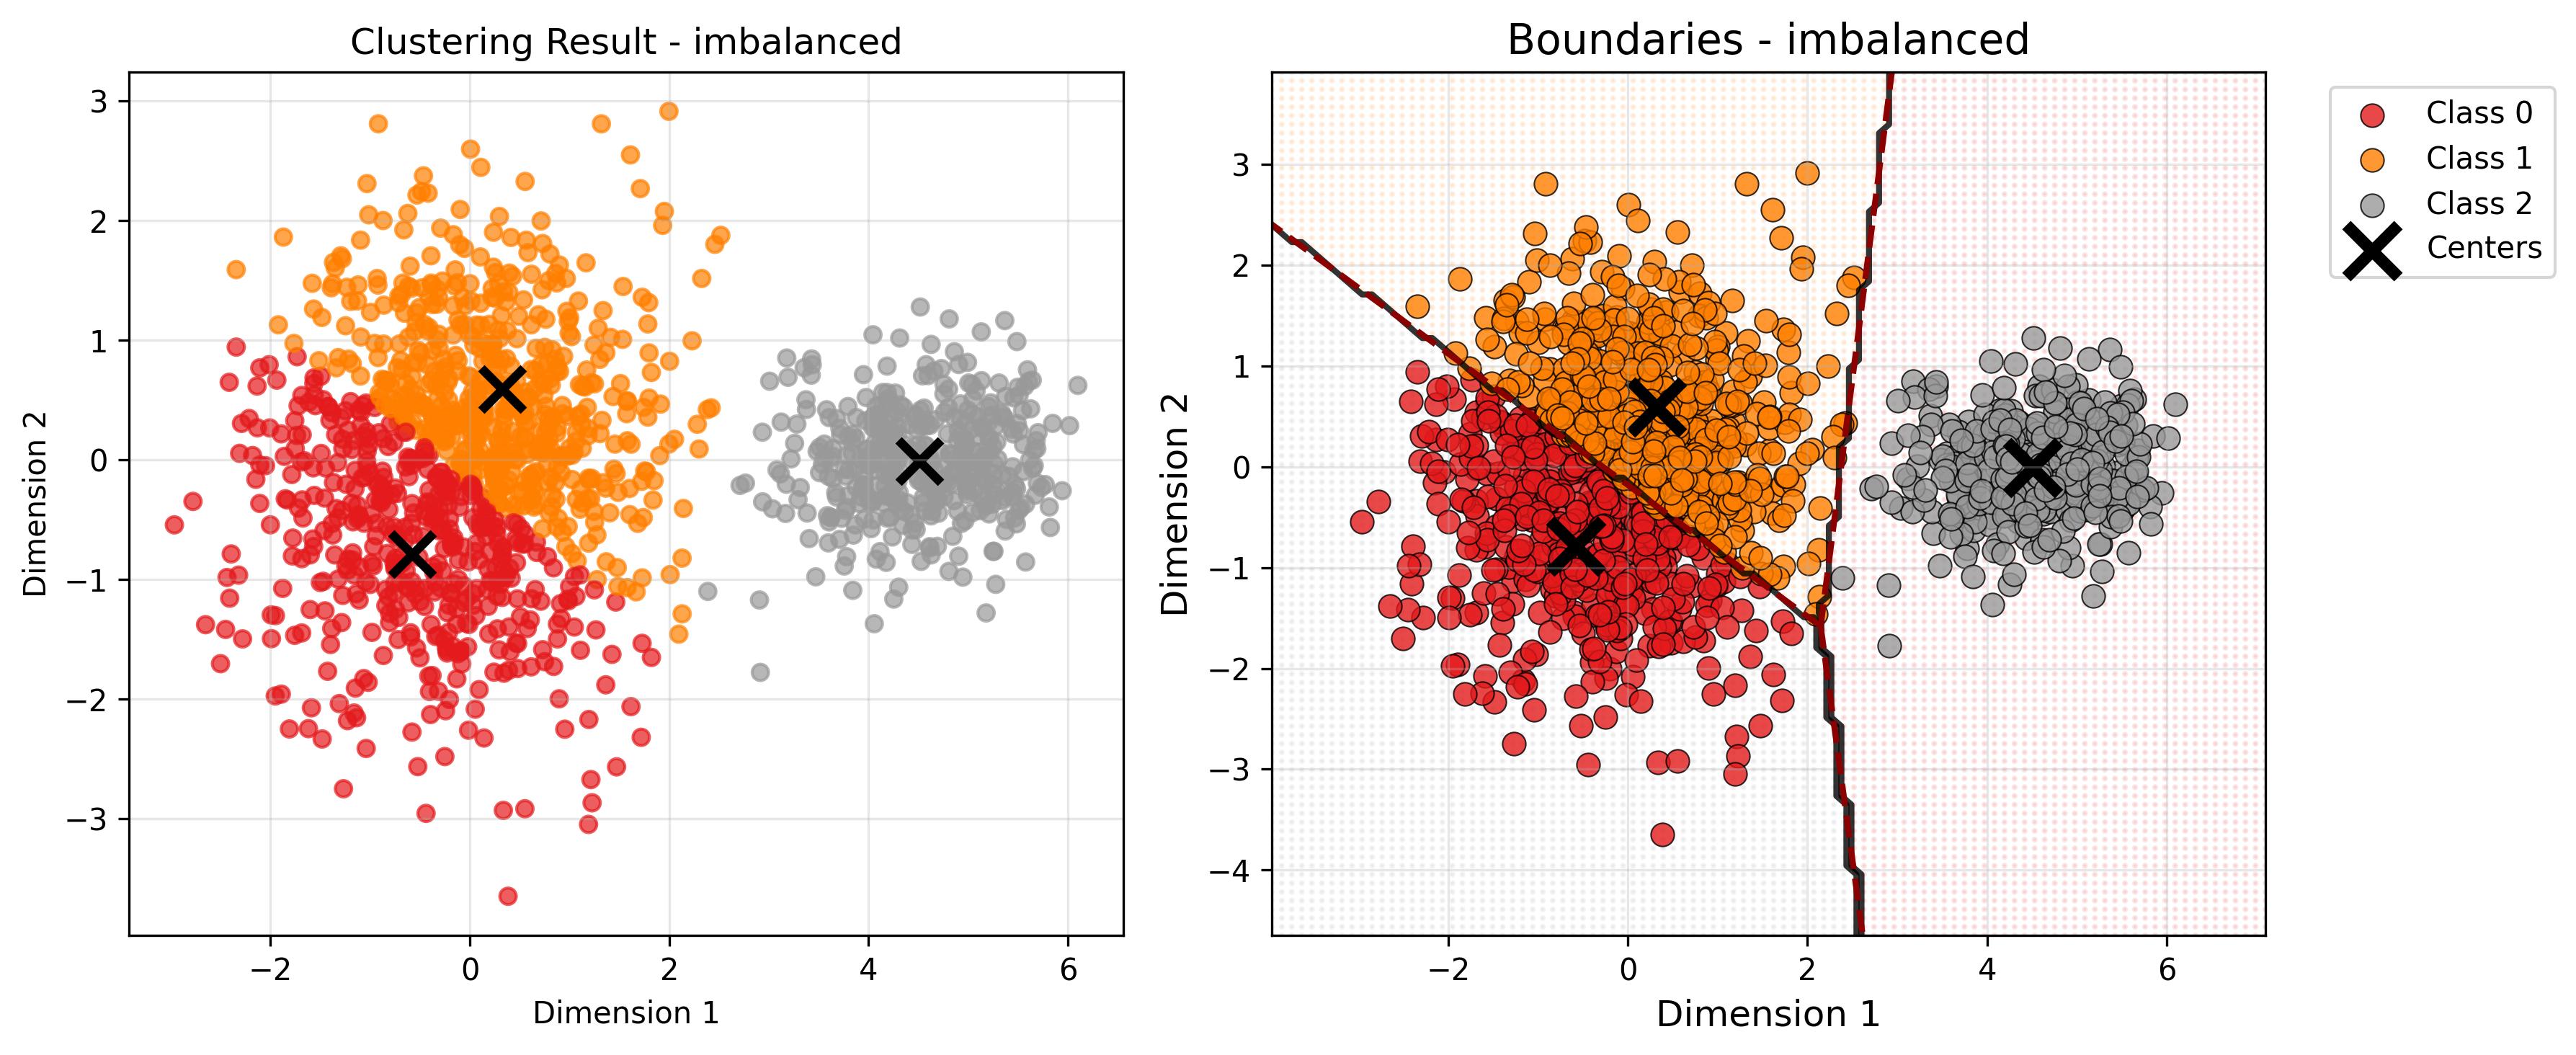 Clustering Result - imbalanced
3
2
1
0
−1
−2
−3
Dimension 2
−2
0
2
4
6
Dimension 1
Boundaries - imbalanced
3
2
1
0
−1
−2
−3
−4
Dimension 2
−2
0
2
4
6
Dimension 1
Class 0
Class 1
Class 2
Centers